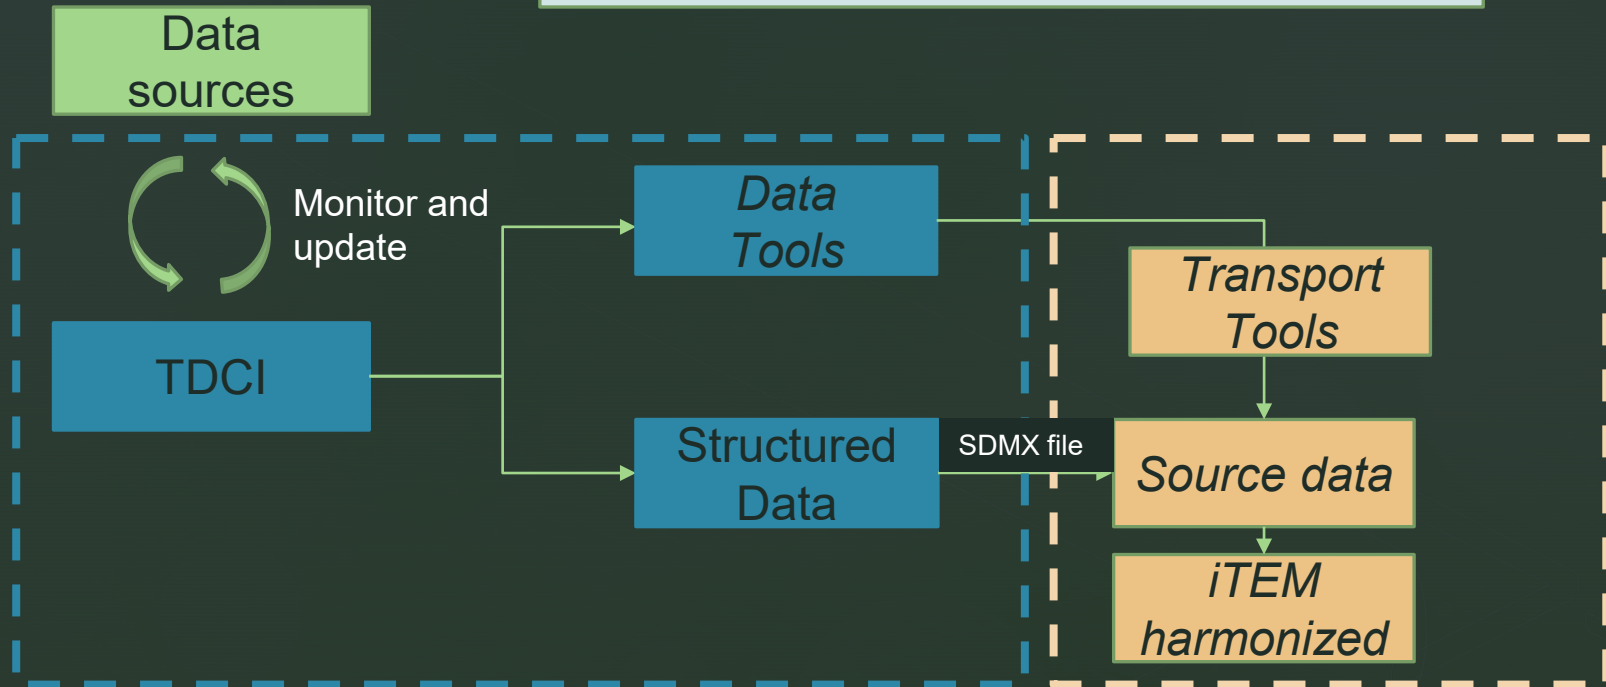 Data
sources
Monitor and
update
Data
Tools
Transport
Tools
TDCI
Structured
Data
SDMX file
Source data
iTEM
harmonized